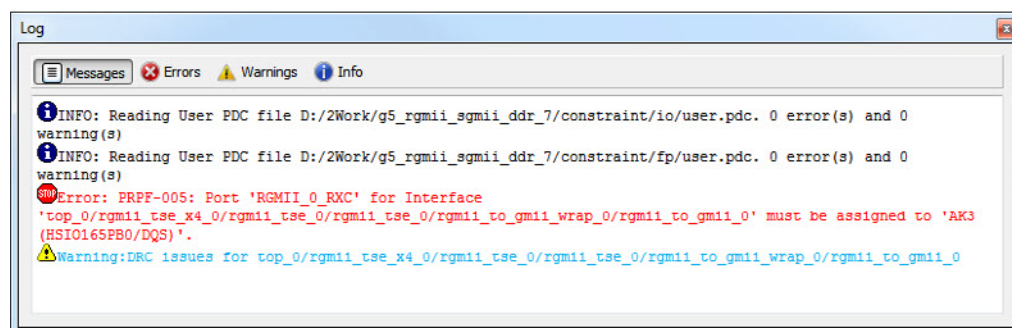 Log
Messages Errors Warnings Info
INFO: Reading User PDC file D:/2Work/g5_rgmii_sgmii_ddr_7/constraint/io/user.pdc. 0 error(s) and 0
warning(s)
INFO: Reading User PDC file D:/2Work/g5_rgmii_sgmii_ddr_7/constraint/fp/user.pdc. 0 error(s) and 0
warning(s)
STOP Error: PRPF-005: Port 'RGMII_0_RXC' for Interface
'top_0/rgmii_tse_x4_0/rgmii_tse_0/rgmii_tse_0/rgmii_to_gmii_wrap_0/rgmii_to_gmii_0' must be assigned to 'AK3
(HSIO165PB0/DQS)'.
Warning:DRC issues for top_0/rgmii_tse_x4_0/rgmii_tse_0/rgmii_tse_0/rgmii_to_gmii_wrap_0/rgmii_to_gmii_0